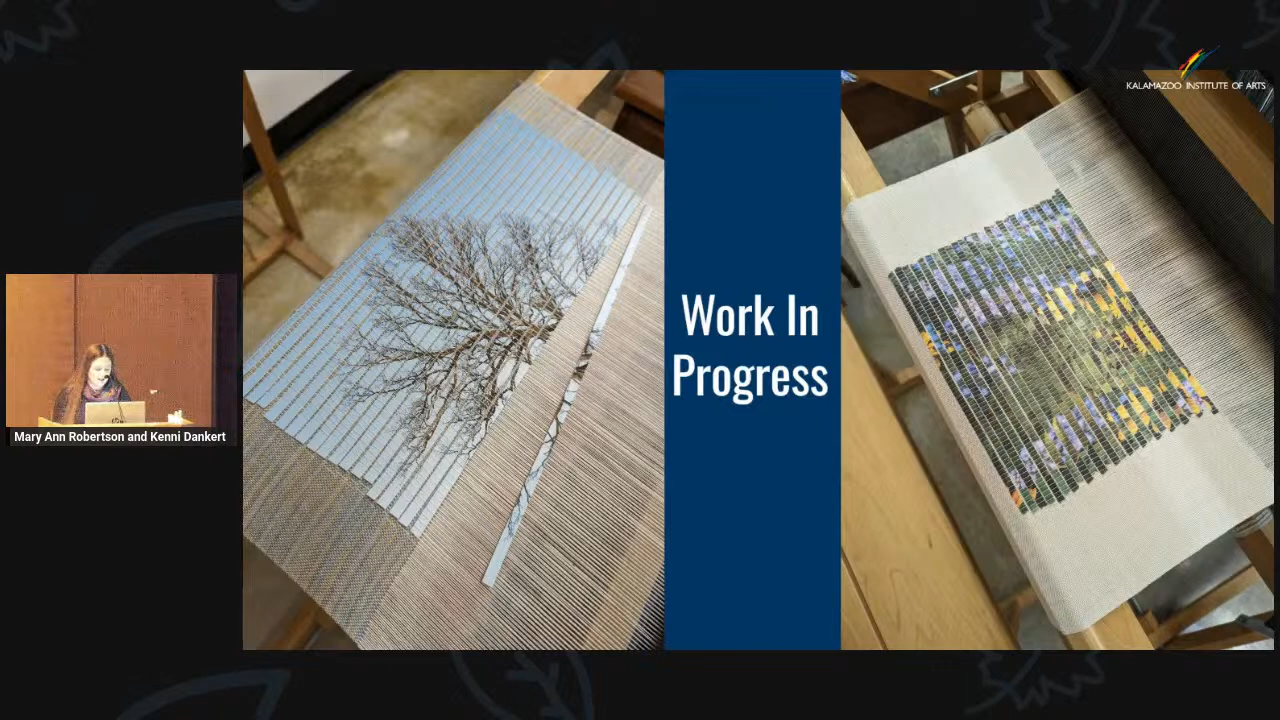 KALAMAZOO INSTITUTE OF ARTS
Work In
Progress
Mary Ann Robertson and Kenni Dankert